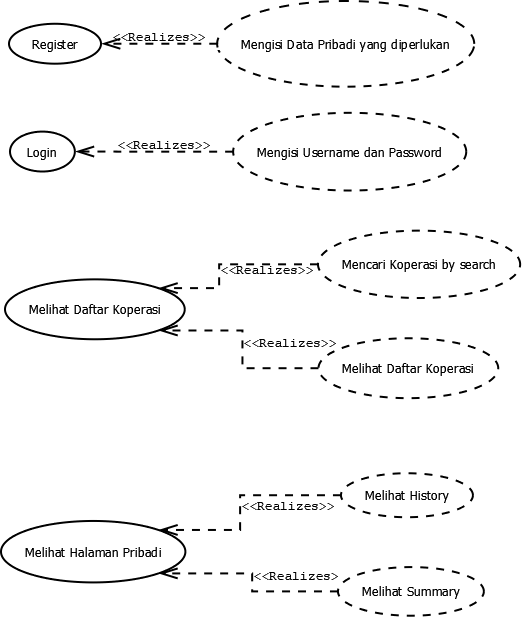 Register
<<Realizes>>
Mengisi Data Pribadi yang diperlukan
Login
<<Realizes>>
Mengisi Username dan Password
Mencari Koperasi by search
<<Realizes>>
Melihat Daftar Koperasi
<<Realizes>>
Melihat Daftar Koperasi
Melihat History
<<Realizes>>
Melihat Halaman Pribadi
<<Realizes>
Melihat Summary